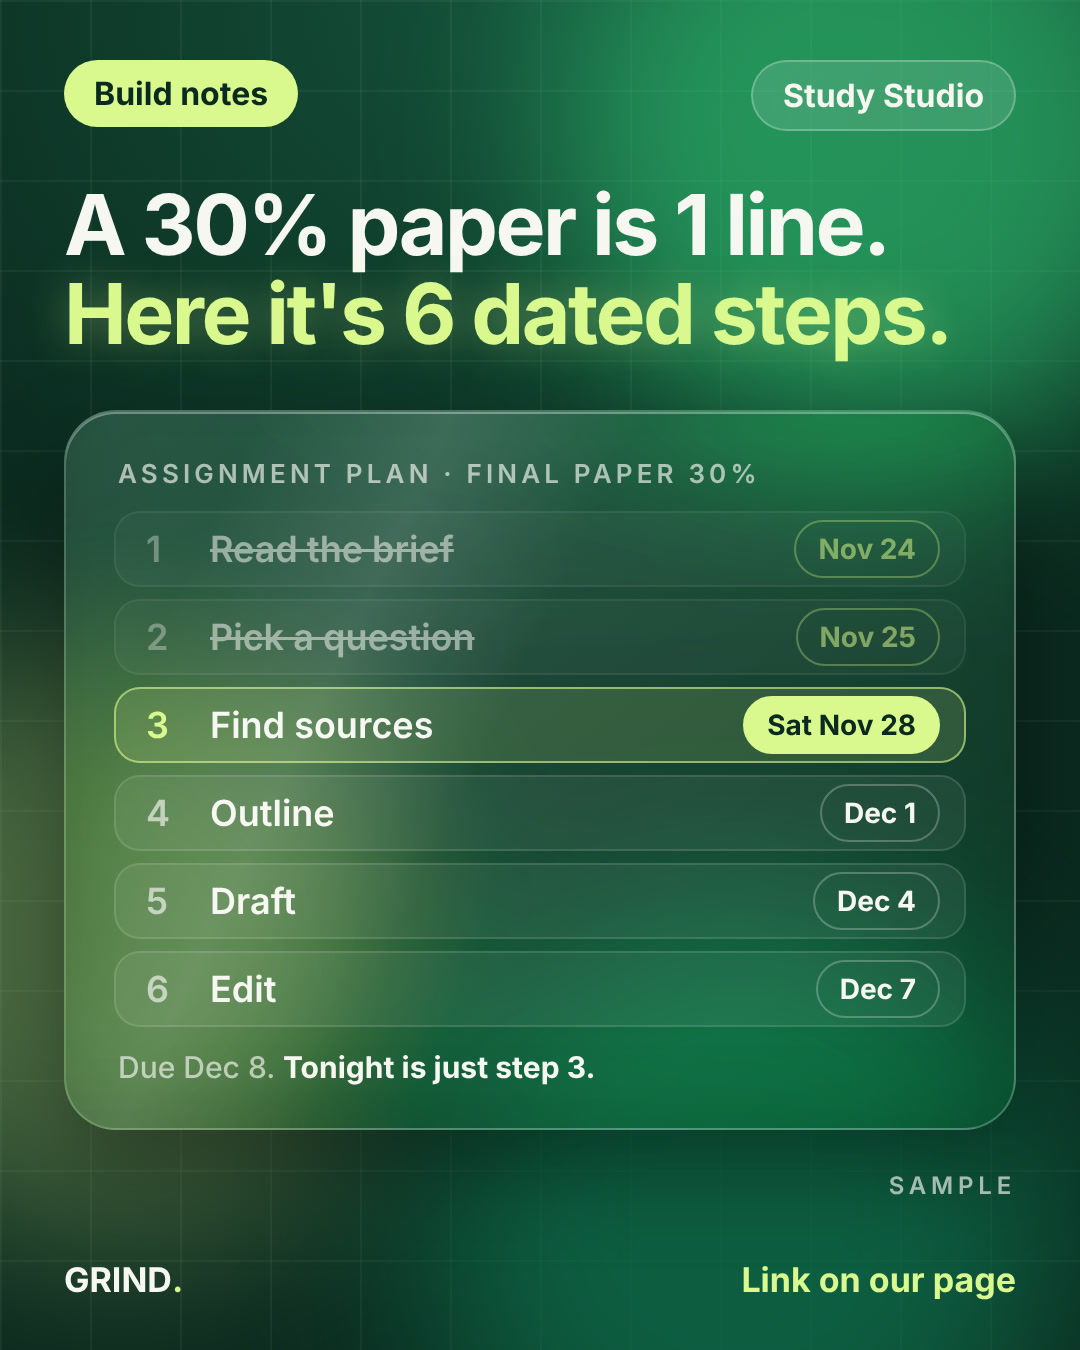 Build notes
Study Studio
A 30% paper is 1 line.
Here it's 6 dated steps.
ASSIGNMENT PLAN · FINAL PAPER 30%
1 Read the brief Nov 24
2 Pick a question Nov 25
3 Find sources Sat Nov 28
4 Outline Dec 1
5 Draft Dec 4
6 Edit Dec 7
Due Dec 8. Tonight is just step 3.
SAMPLE
GRIND.
Link on our page